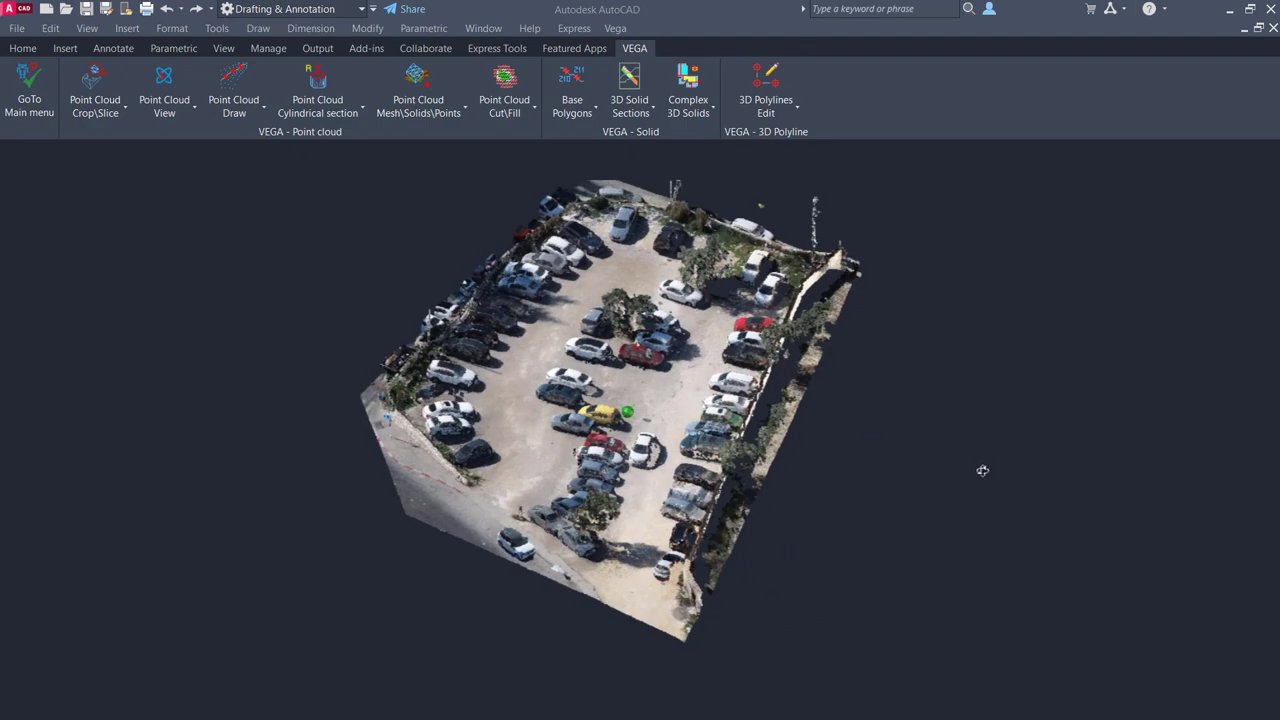 A CAD
Drafting & Annotation
Share
Autodesk AutoCAD
Type a keyword or phrase
File Edit View Insert Format Tools Draw Dimension Modify Parametric Window Help Express Vega
Home Insert Annotate Parametric View Manage Output Add-ins Collaborate Express Tools Featured Apps VEGA
GoTo
Main menu
Point Cloud
Crop\Slice
Point Cloud
View
Point Cloud
Draw
R
Point Cloud
Cylindrical section
Point Cloud
Mesh\Solids\Points
Point Cloud
Cut\Fill
211
210
Base
Polygons
3D Solid
Sections
Complex
3D Solids
3D Polylines
Edit
VEGA - Point cloud
VEGA - Solid
VEGA - 3D Polyline